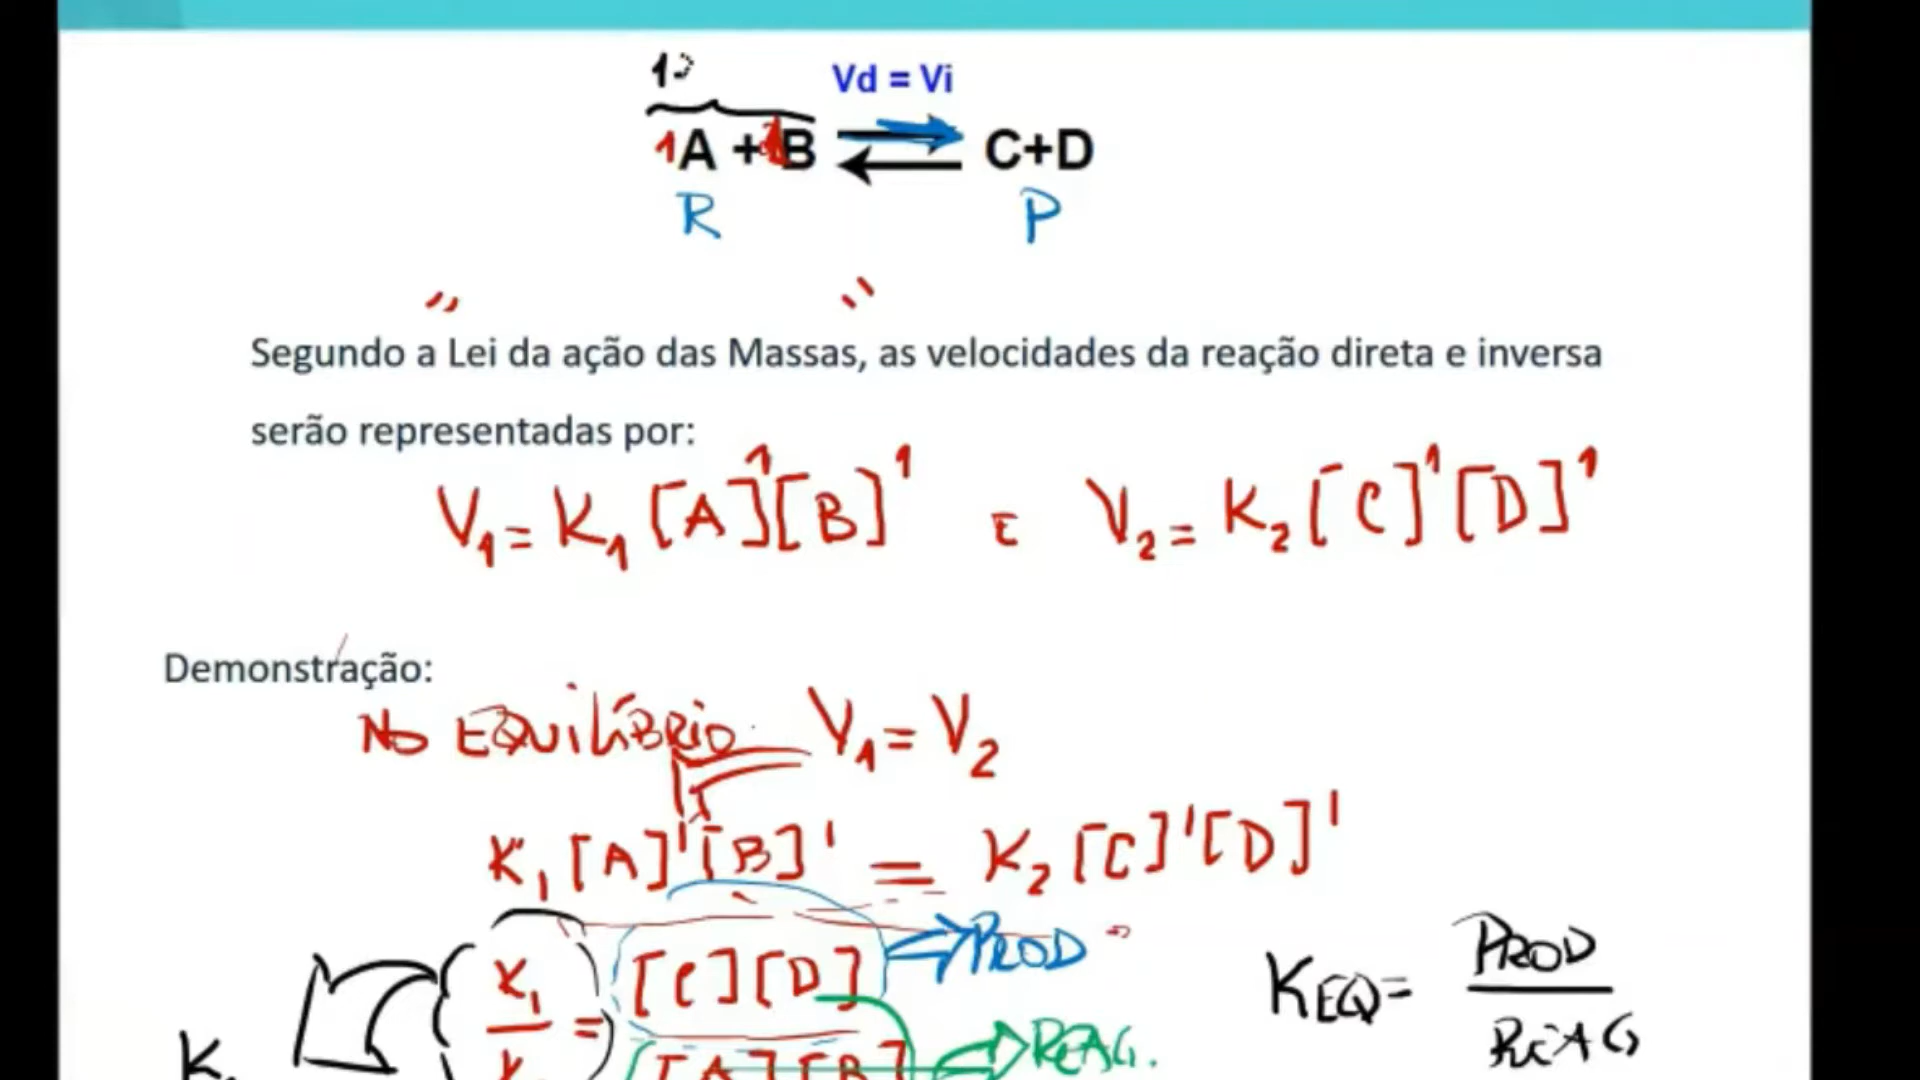 Vd = Vi
1A + 1B ⇌ C+D
R P
Segundo a Lei da ação das Massas, as velocidades da reação direta e inversa
serão representadas por:
V₁ = K₁ [A]¹[B]¹ E V₂ = K₂ [C]¹[D]¹
Demonstração:
NO EQUILÍBRIO V₁ = V₂
K₁ [A]¹[B]¹ = K₂ [C]¹[D]¹
K₁ = [C][D] PROD KEQ = PROD
[A][B] REAG. REAG
K